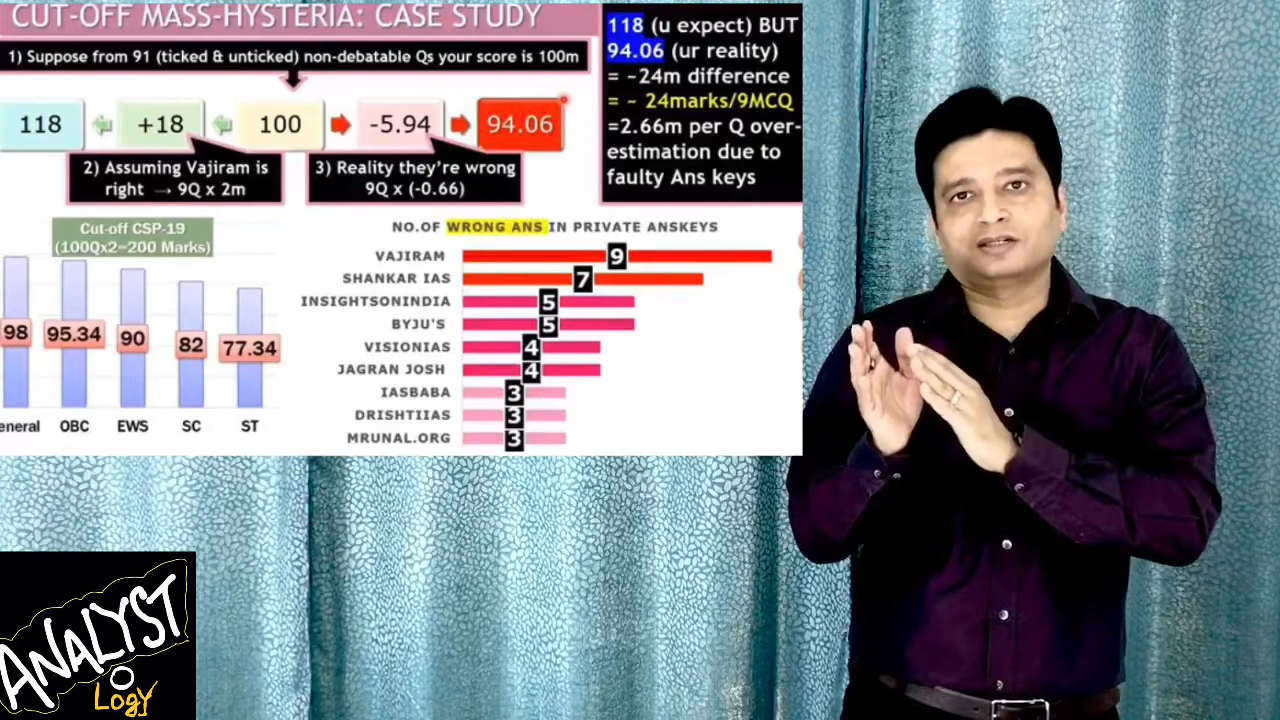 CUT-OFF MASS-HYSTERIA: CASE STUDY
1) Suppose from 91 (ticked & unticked) non-debatable Qs your score is 100m
118
+18
100
-5.94
94.06
2) Assuming Vajiram is
right → 9Q x 2m
3) Reality they're wrong
9Q x (-0.66)
118 (u expect) BUT
94.06 (ur reality)
= ~24m difference
= ~ 24marks/9MCQ
=2.66m per Q over-
estimation due to
faulty Ans keys
Cut-off CSP-19
(100Qx2=200 Marks)
98
95.34
90
82
77.34
eneral
OBC
EWS
SC
ST
NO.OF WRONG ANS IN PRIVATE ANSKEYS
VAJIRAM 9
SHANKAR IAS 7
INSIGHTSONINDIA 5
BYJU'S 5
VISIONIAS 4
JAGRAN JOSH 4
IASBABA 3
DRISHTIIAS 3
MRUNAL.ORG 3
ANALYST
O
LOGY